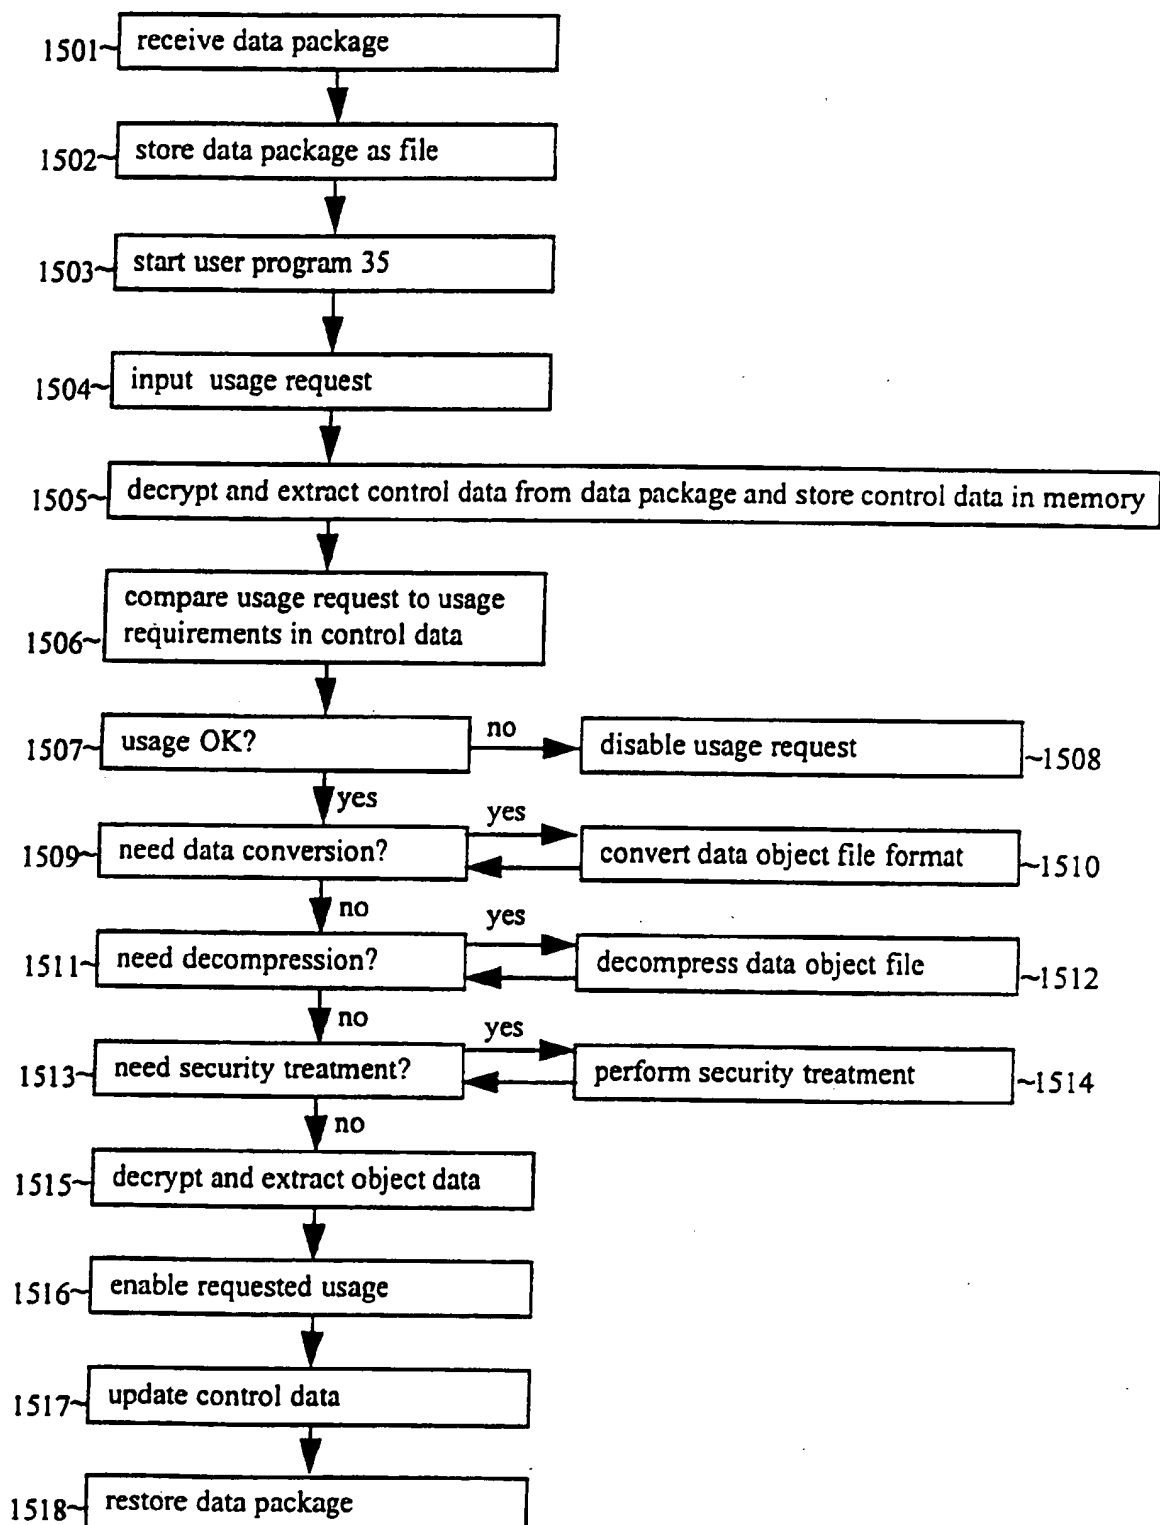 1501~ receive data package
1502~ store data package as file
1503~ start user program 35
1504~ input usage request
1505~ decrypt and extract control data from data package and store control data in memory
compare usage request to usage
1506~ requirements in control data
1507~ usage OK? no disable usage request ~1508
yes
yes
1509~ need data conversion? convert data object file format ~1510
no
yes
1511~ need decompression? decompress data object file ~1512
no
yes
1513~ need security treatment? perform security treatment ~1514
no
1515~ decrypt and extract object data
1516~ enable requested usage
1517~ update control data
1518~ restore data package